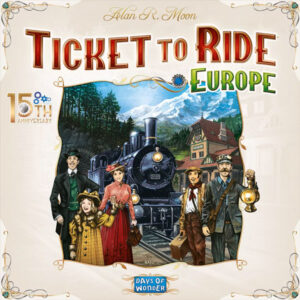 Alan R. Moon
TICKET TO RIDE
EUROPE
15TH
ANNIVERSARY
DAYS OF
WONDER